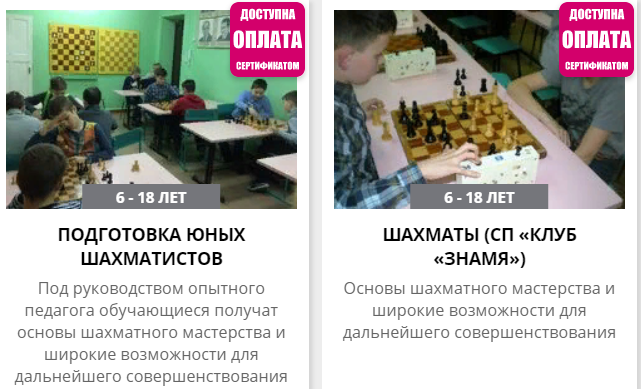 ДОСТУПНА
ОПЛАТА
СЕРТИФИКАТОМ
6 - 18 ЛЕТ
ПОДГОТОВКА ЮНЫХ
ШАХМАТИСТОВ
Под руководством опытного
педагога обучающиеся получат
основы шахматного мастерства и
широкие возможности для
дальнейшего совершенствования
ДОСТУПНА
ОПЛАТА
СЕРТИФИКАТОМ
6 - 18 ЛЕТ
ШАХМАТЫ (СП «КЛУБ
«ЗНАМЯ»)
Основы шахматного мастерства и
широкие возможности для
дальнейшего совершенствования